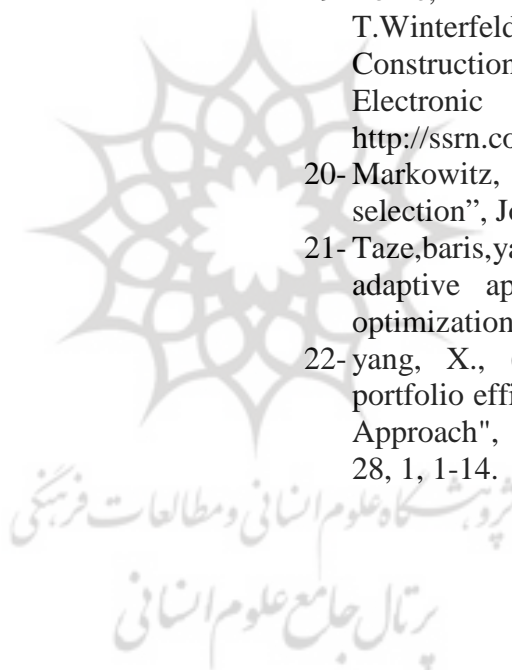 T.Winterfeld
Construction
Electronic
http://ssrn.co
20- Markowitz,
selection”, Jo
21- Taze,baris,ya
adaptive ap
optimization
22- yang, X., (
portfolio effi
Approach",
28, 1, 1-14.
پژوهشگاه علوم انسانی و مطالعات فرهنگی
پرتال جامع علوم انسانی